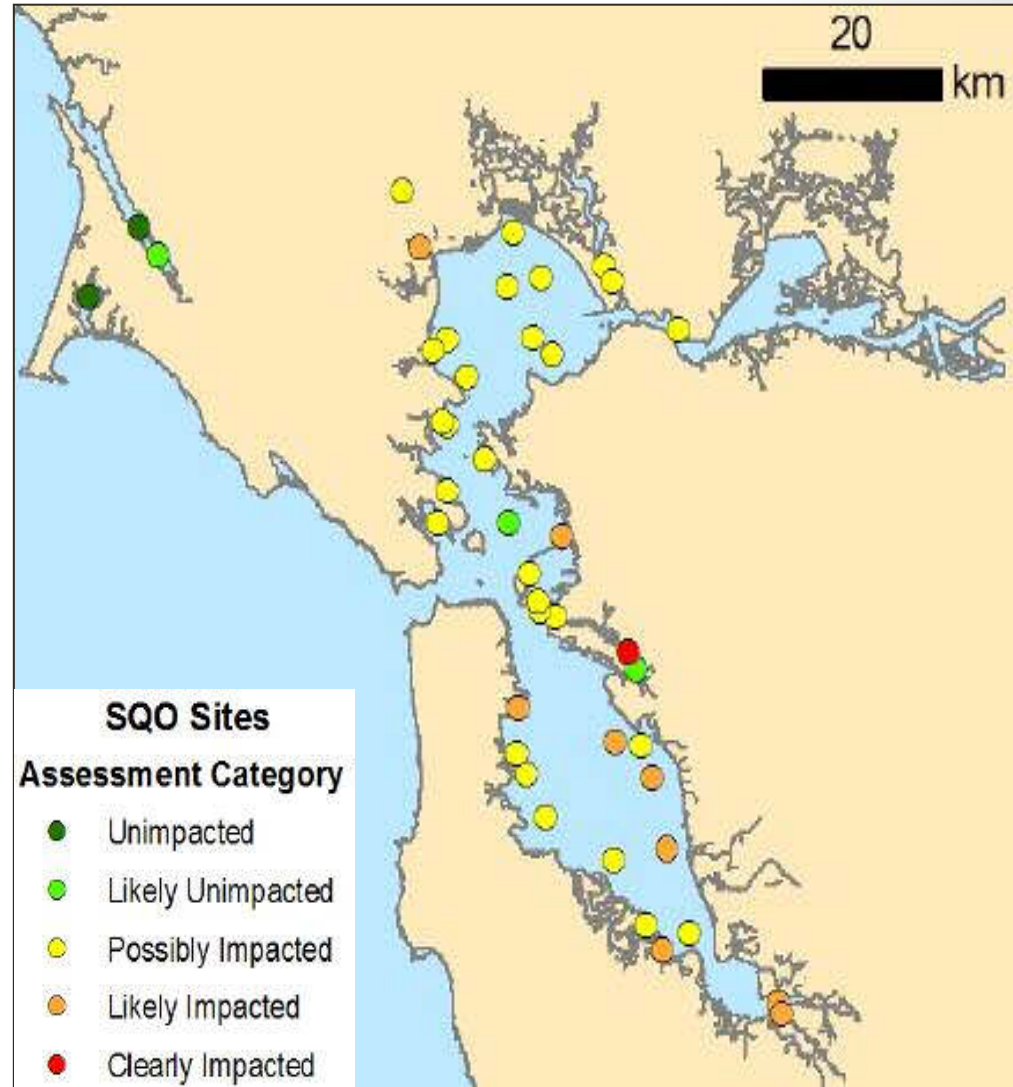 20
km
SQO Sites
Assessment Category
Unimpacted
Likely Unimpacted
Possibly Impacted
Likely Impacted
Clearly Impacted